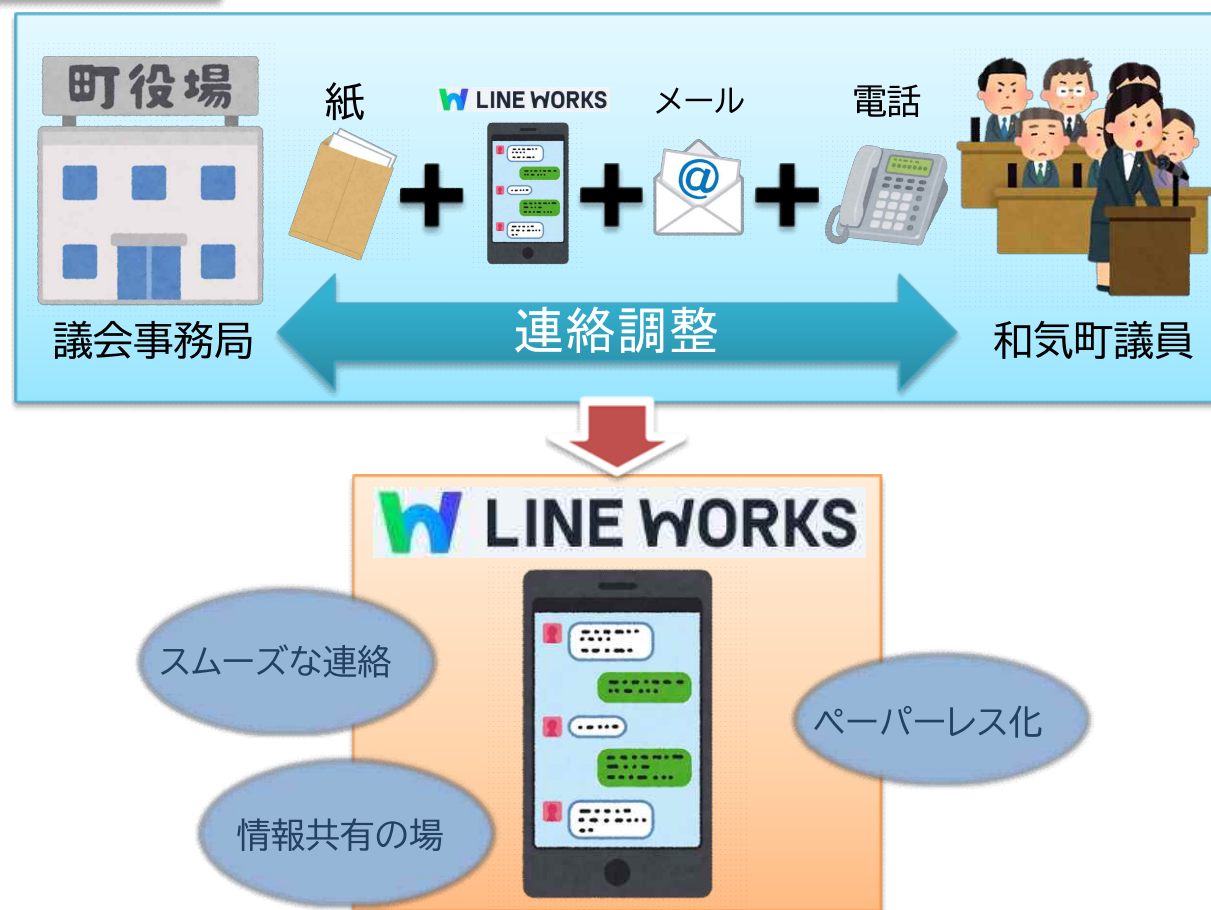 町役場
紙
LINE WORKS
メール
電話
@
議会事務局
連絡調整
和気町議員
LINE WORKS
スムーズな連絡
ペーパーレス化
情報共有の場